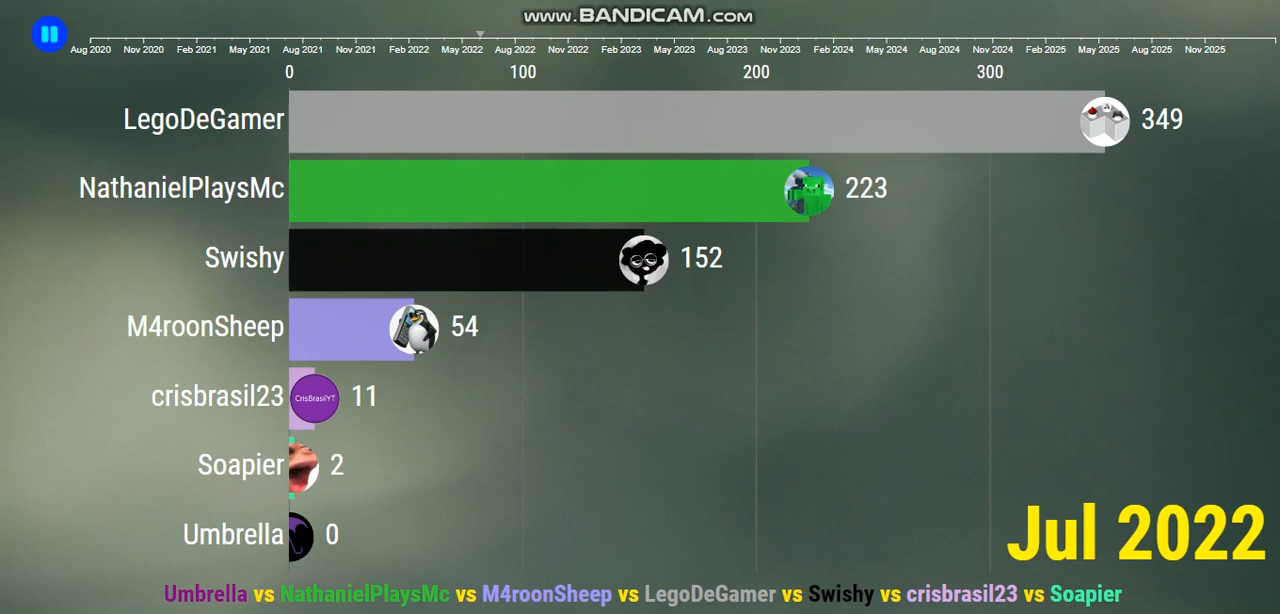 www.BANDICAM.com
Aug 2020 Nov 2020 Feb 2021 May 2021 Aug 2021 Nov 2021 Feb 2022 May 2022 Aug 2022 Nov 2022 Feb 2023 May 2023 Aug 2023 Nov 2023 Feb 2024 May 2024 Aug 2024 Nov 2024 Feb 2025 May 2025 Aug 2025 Nov 2025
0 100 200 300
LegoDeGamer 349
NathanielPlaysMc 223
Swishy 152
M4roonSheep 54
crisbrasil23 CrisBrasilYT 11
Soapier 2
Umbrella 0
Jul 2022
Umbrella vs NathanielPlaysMc vs M4roonSheep vs LegoDeGamer vs Swishy vs crisbrasil23 vs Soapier